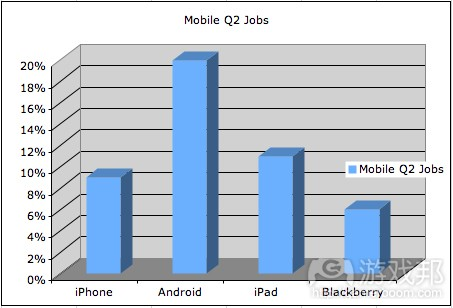 Mobile Q2 Jobs
20%
18%
16%
14%
12%
10%
8%
6%
4%
2%
0%
Mobile Q2 Jobs
iPhone
Android
iPad
Blackberry
游戏邦